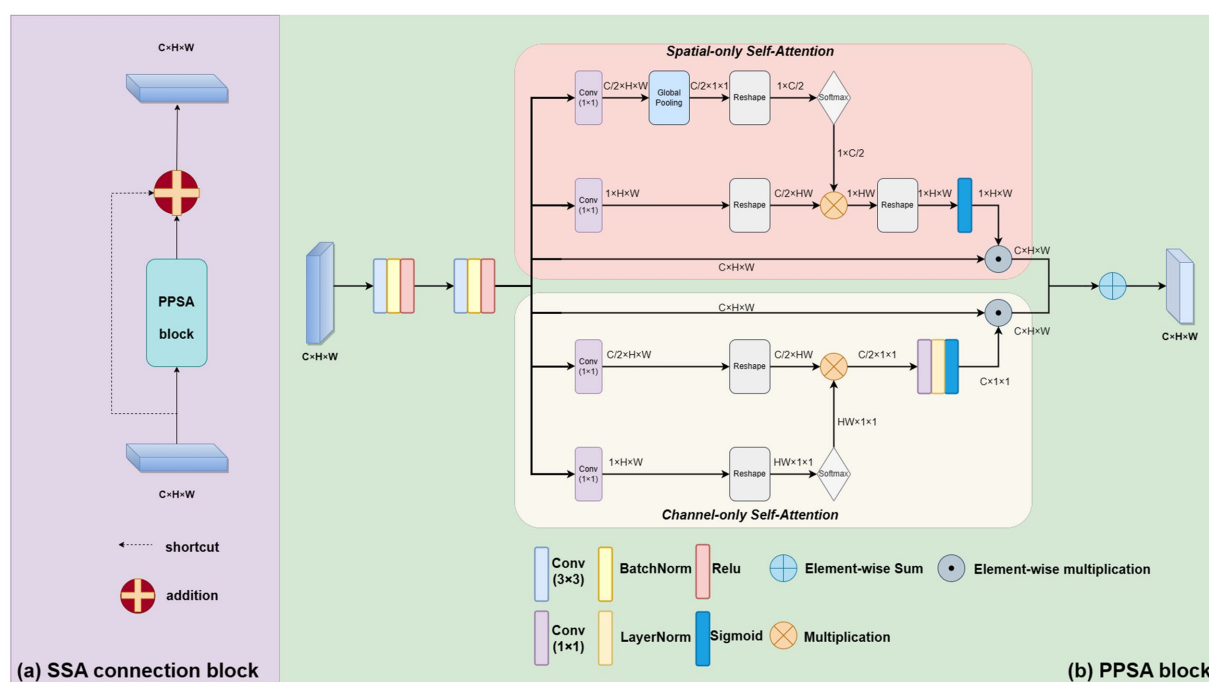 C×H×W
PPSA
block
C×H×W
shortcut
addition
(a) SSA connection block
Spatial-only Self-Attention
Conv
(1×1)
C/2×H×W
Global
Pooling
C/2×1×1
Reshape
1×C/2
Softmax
1×C/2
Conv
(1×1)
1×H×W
Reshape
C/2×HW
1×HW
Reshape
1×H×W
1×H×W
C×H×W
C×H×W
C×H×W
C×H×W
C×H×W
C×H×W
Conv
(1×1)
C/2×H×W
Reshape
C/2×HW
C/2×1×1
C×1×1
HW×1×1
Conv
(1×1)
1×H×W
Reshape
HW×1×1
Softmax
Channel-only Self-Attention
Conv
(3×3)
BatchNorm
Relu
Element-wise Sum
Element-wise multiplication
Conv
(1×1)
LayerNorm
Sigmoid
Multiplication
(b) PPSA block